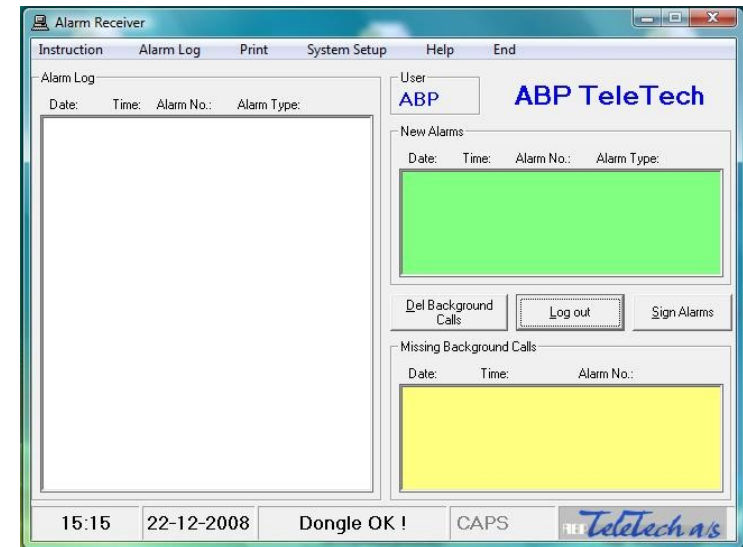 Alarm Receiver
Instruction Alarm Log Print System Setup Help End
Alarm Log
Date: Time: Alarm No.: Alarm Type:
User
ABP
ABP TeleTech
New Alarms
Date: Time: Alarm No.: Alarm Type:
Del Background
Calls
Log out
Sign Alarms
Missing Background Calls
Date: Time: Alarm No.:
15:15 22-12-2008 Dongle OK ! CAPS
TeleTech a/s